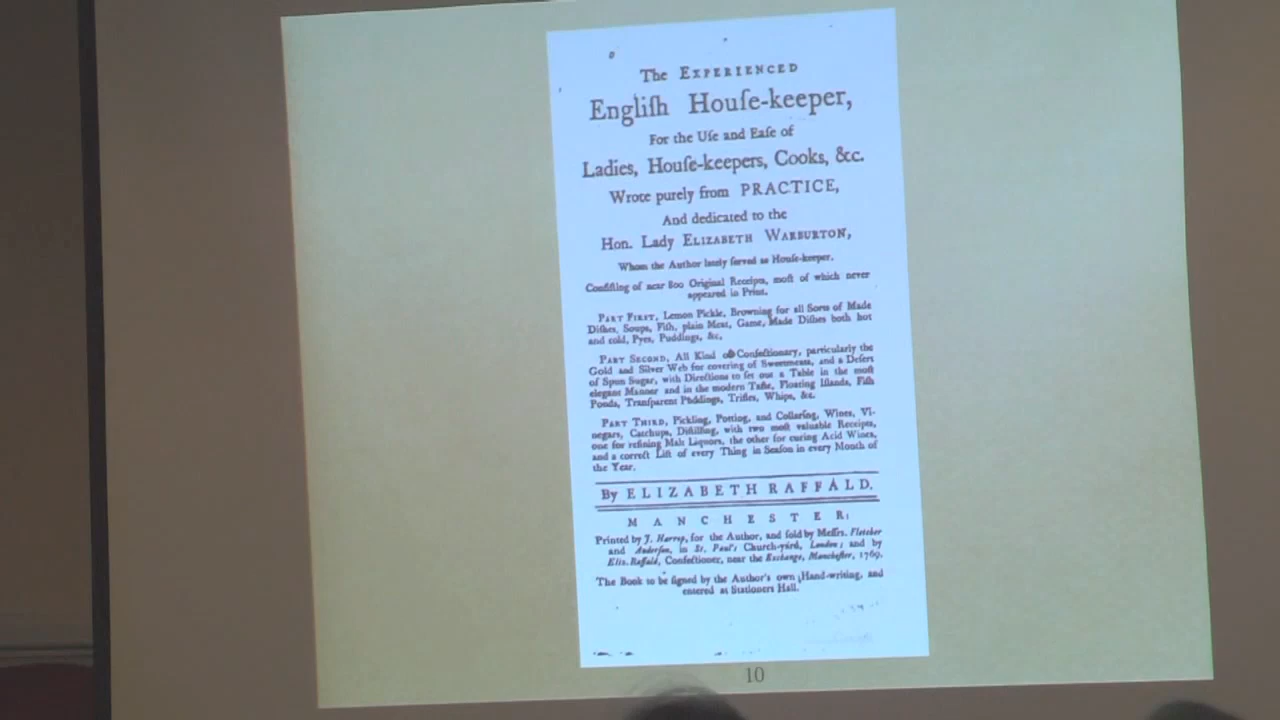 The EXPERIENCED
Engliſh Houſe-keeper,
For the Uſe and Eaſe of
Ladies, Houſe-keepers, Cooks, &c.
Wrote purely from PRACTICE,
And dedicated to the
Hon. Lady ELIZABETH WARBURTON,
Whom the Author lately ſerved as Houſe-keeper.
Conſiſting of near 800 Original Receipts, moſt of which never
appeared in Print.
PART FIRST, Lemon Pickle, Browning for all Sorts of Made
Diſhes, Soups, Fiſh, plain Meat, Game, Made Diſhes both hot
and cold, Pyes, Puddings, &c.
PART SECOND, All Kind of Confectionary, particularly the
Gold and Silver Web for covering of Sweetmeats, and a Deſert
of Spun Sugar, with Directions to ſet out a Table in the moſt
elegant Manner and in the modern Taſte, Floating Iſlands, Fiſh
Ponds, Tranſparent Puddings, Trifles, Whips, &c.
PART THIRD, Pickling, Potting, and Collaring, Wines, Vi-
negars, Catchups, Diſtilling, with two moſt valuable Receipts,
one for refining Malt Liquors, the other for curing Acid Wines,
and a correct Liſt of every Thing in Seaſon in every Month of
the Year.
By ELIZABETH RAFFALD.
MANCHESTER:
Printed by J. Harrop, for the Author, and ſold by Meſſrs. Fletcher
and Anderſon, in St. Paul's Church-yard, London; and by
Eliz. Raffald, Confectioner, near the Exchange, Mancheſter, 1769.
The Book to be ſigned by the Author's own Hand-writing, and
entered at Stationers Hall.
10